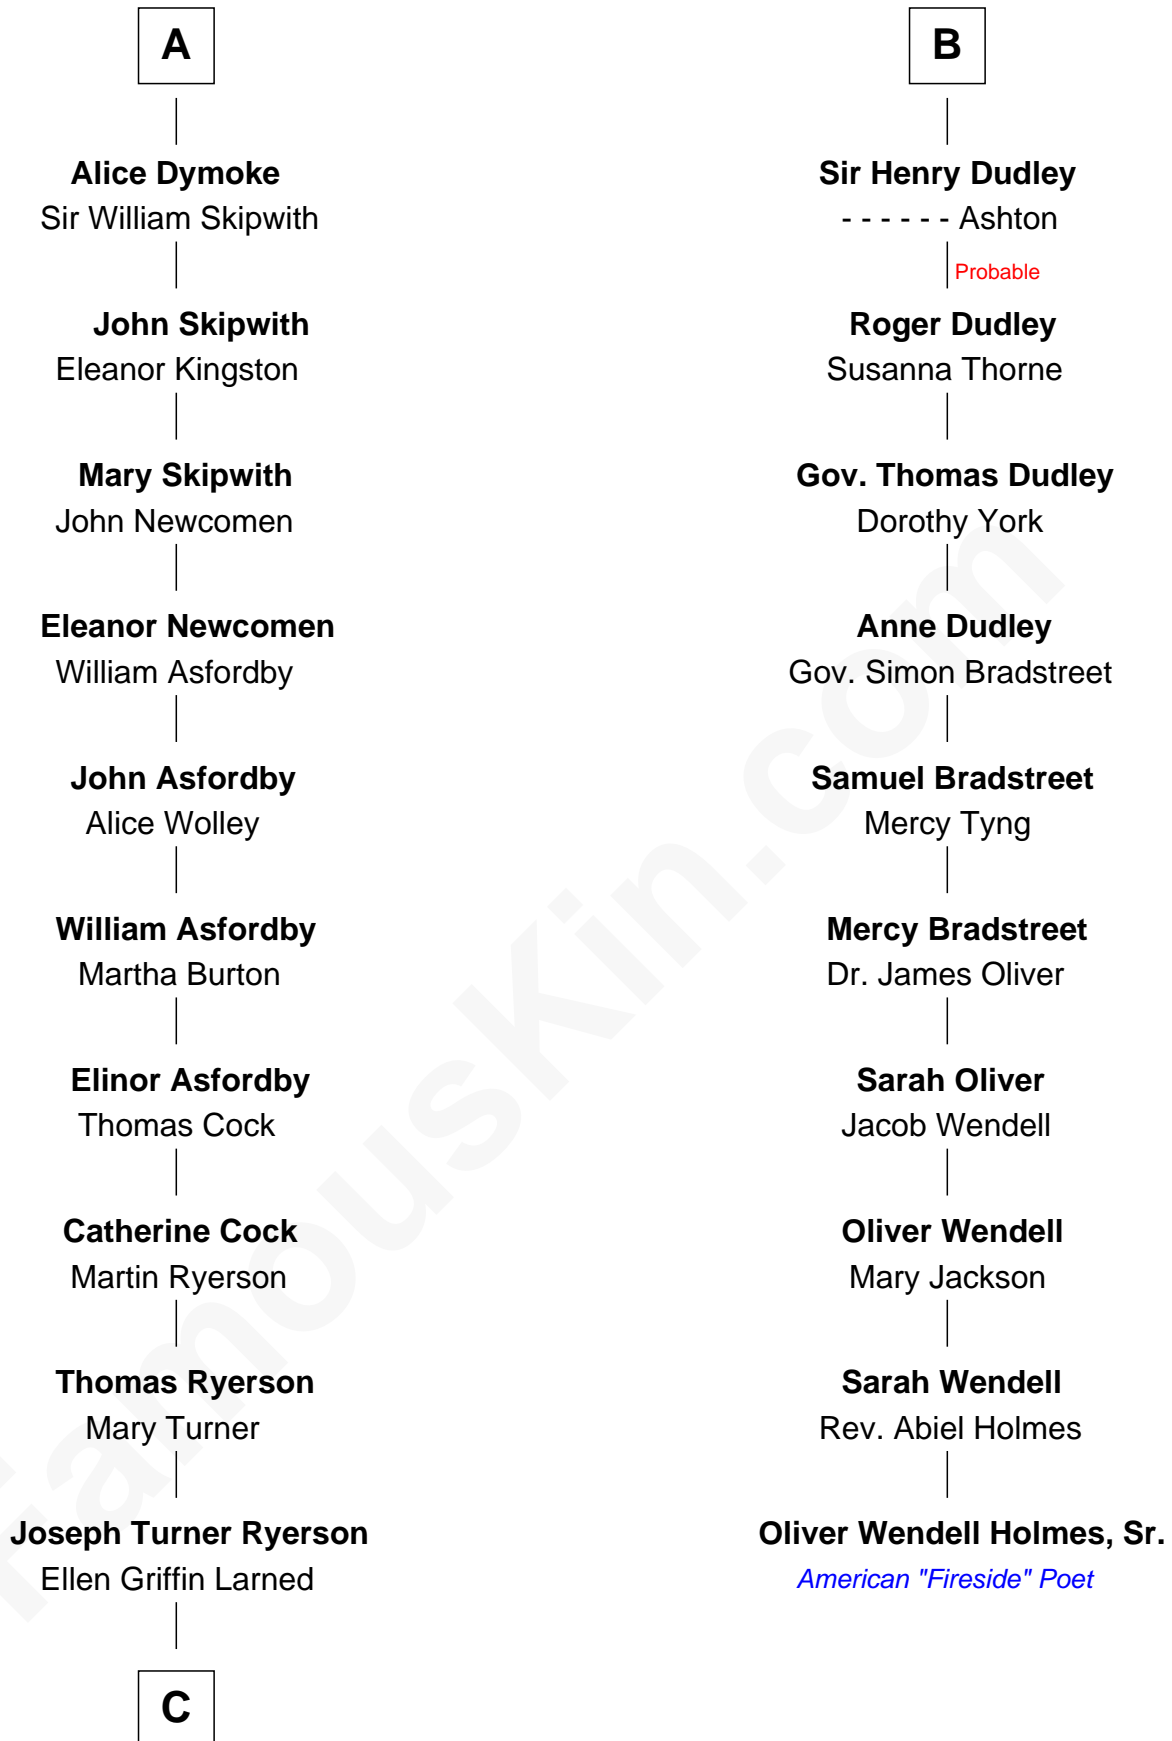 A
Alice Dymoke
Sir William Skipwith
John Skipwith
Eleanor Kingston
Mary Skipwith
John Newcomen
Eleanor Newcomen
William Asfordby
John Asfordby
Alice Wolley
William Asfordby
Martha Burton
Elinor Asfordby
Thomas Cock
Catherine Cock
Martin Ryerson
Thomas Ryerson
Mary Turner
Joseph Turner Ryerson
Ellen Griffin Larned
C
B
Sir Henry Dudley
- - - - - - Ashton
Probable
Roger Dudley
Susanna Thorne
Gov. Thomas Dudley
Dorothy York
Anne Dudley
Gov. Simon Bradstreet
Samuel Bradstreet
Mercy Tyng
Mercy Bradstreet
Dr. James Oliver
Sarah Oliver
Jacob Wendell
Oliver Wendell
Mary Jackson
Sarah Wendell
Rev. Abiel Holmes
Oliver Wendell Holmes, Sr.
American "Fireside" Poet
FamousKin.com